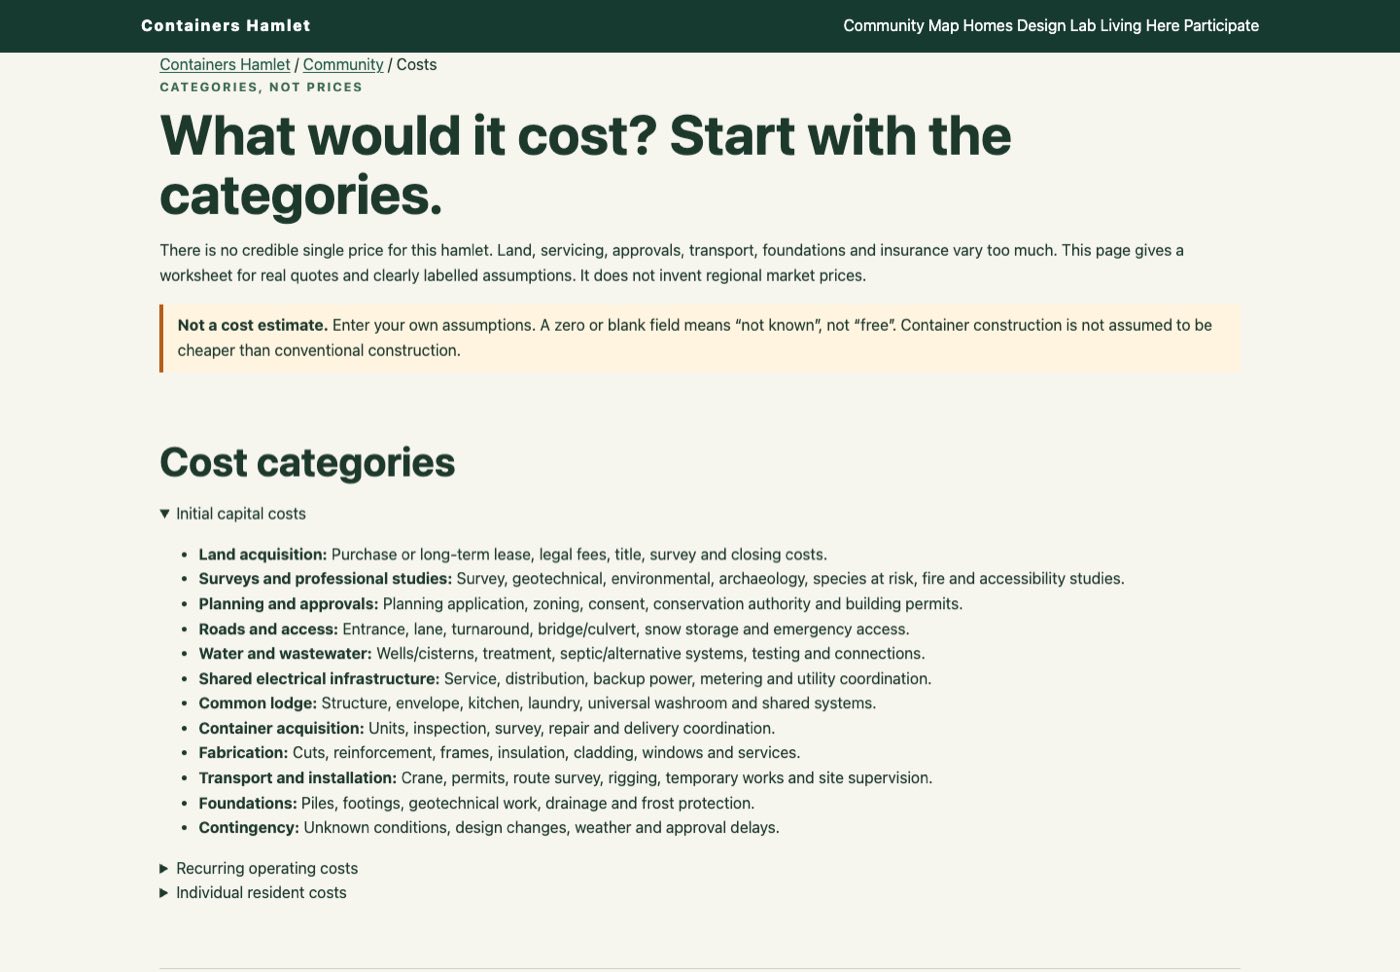 Containers Hamlet
Community Map Homes Design Lab Living Here Participate
Containers Hamlet / Community / Costs
CATEGORIES, NOT PRICES
What would it cost? Start with the
categories.
There is no credible single price for this hamlet. Land, servicing, approvals, transport, foundations and insurance vary too much. This page gives a
worksheet for real quotes and clearly labelled assumptions. It does not invent regional market prices.
Not a cost estimate. Enter your own assumptions. A zero or blank field means “not known”, not “free”. Container construction is not assumed to be
cheaper than conventional construction.
Cost categories
▼ Initial capital costs
• Land acquisition: Purchase or long-term lease, legal fees, title, survey and closing costs.
• Surveys and professional studies: Survey, geotechnical, environmental, archaeology, species at risk, fire and accessibility studies.
• Planning and approvals: Planning application, zoning, consent, conservation authority and building permits.
• Roads and access: Entrance, lane, turnaround, bridge/culvert, snow storage and emergency access.
• Water and wastewater: Wells/cisterns, treatment, septic/alternative systems, testing and connections.
• Shared electrical infrastructure: Service, distribution, backup power, metering and utility coordination.
• Common lodge: Structure, envelope, kitchen, laundry, universal washroom and shared systems.
• Container acquisition: Units, inspection, survey, repair and delivery coordination.
• Fabrication: Cuts, reinforcement, frames, insulation, cladding, windows and services.
• Transport and installation: Crane, permits, route survey, rigging, temporary works and site supervision.
• Foundations: Piles, footings, geotechnical work, drainage and frost protection.
• Contingency: Unknown conditions, design changes, weather and approval delays.
▶ Recurring operating costs
▶ Individual resident costs